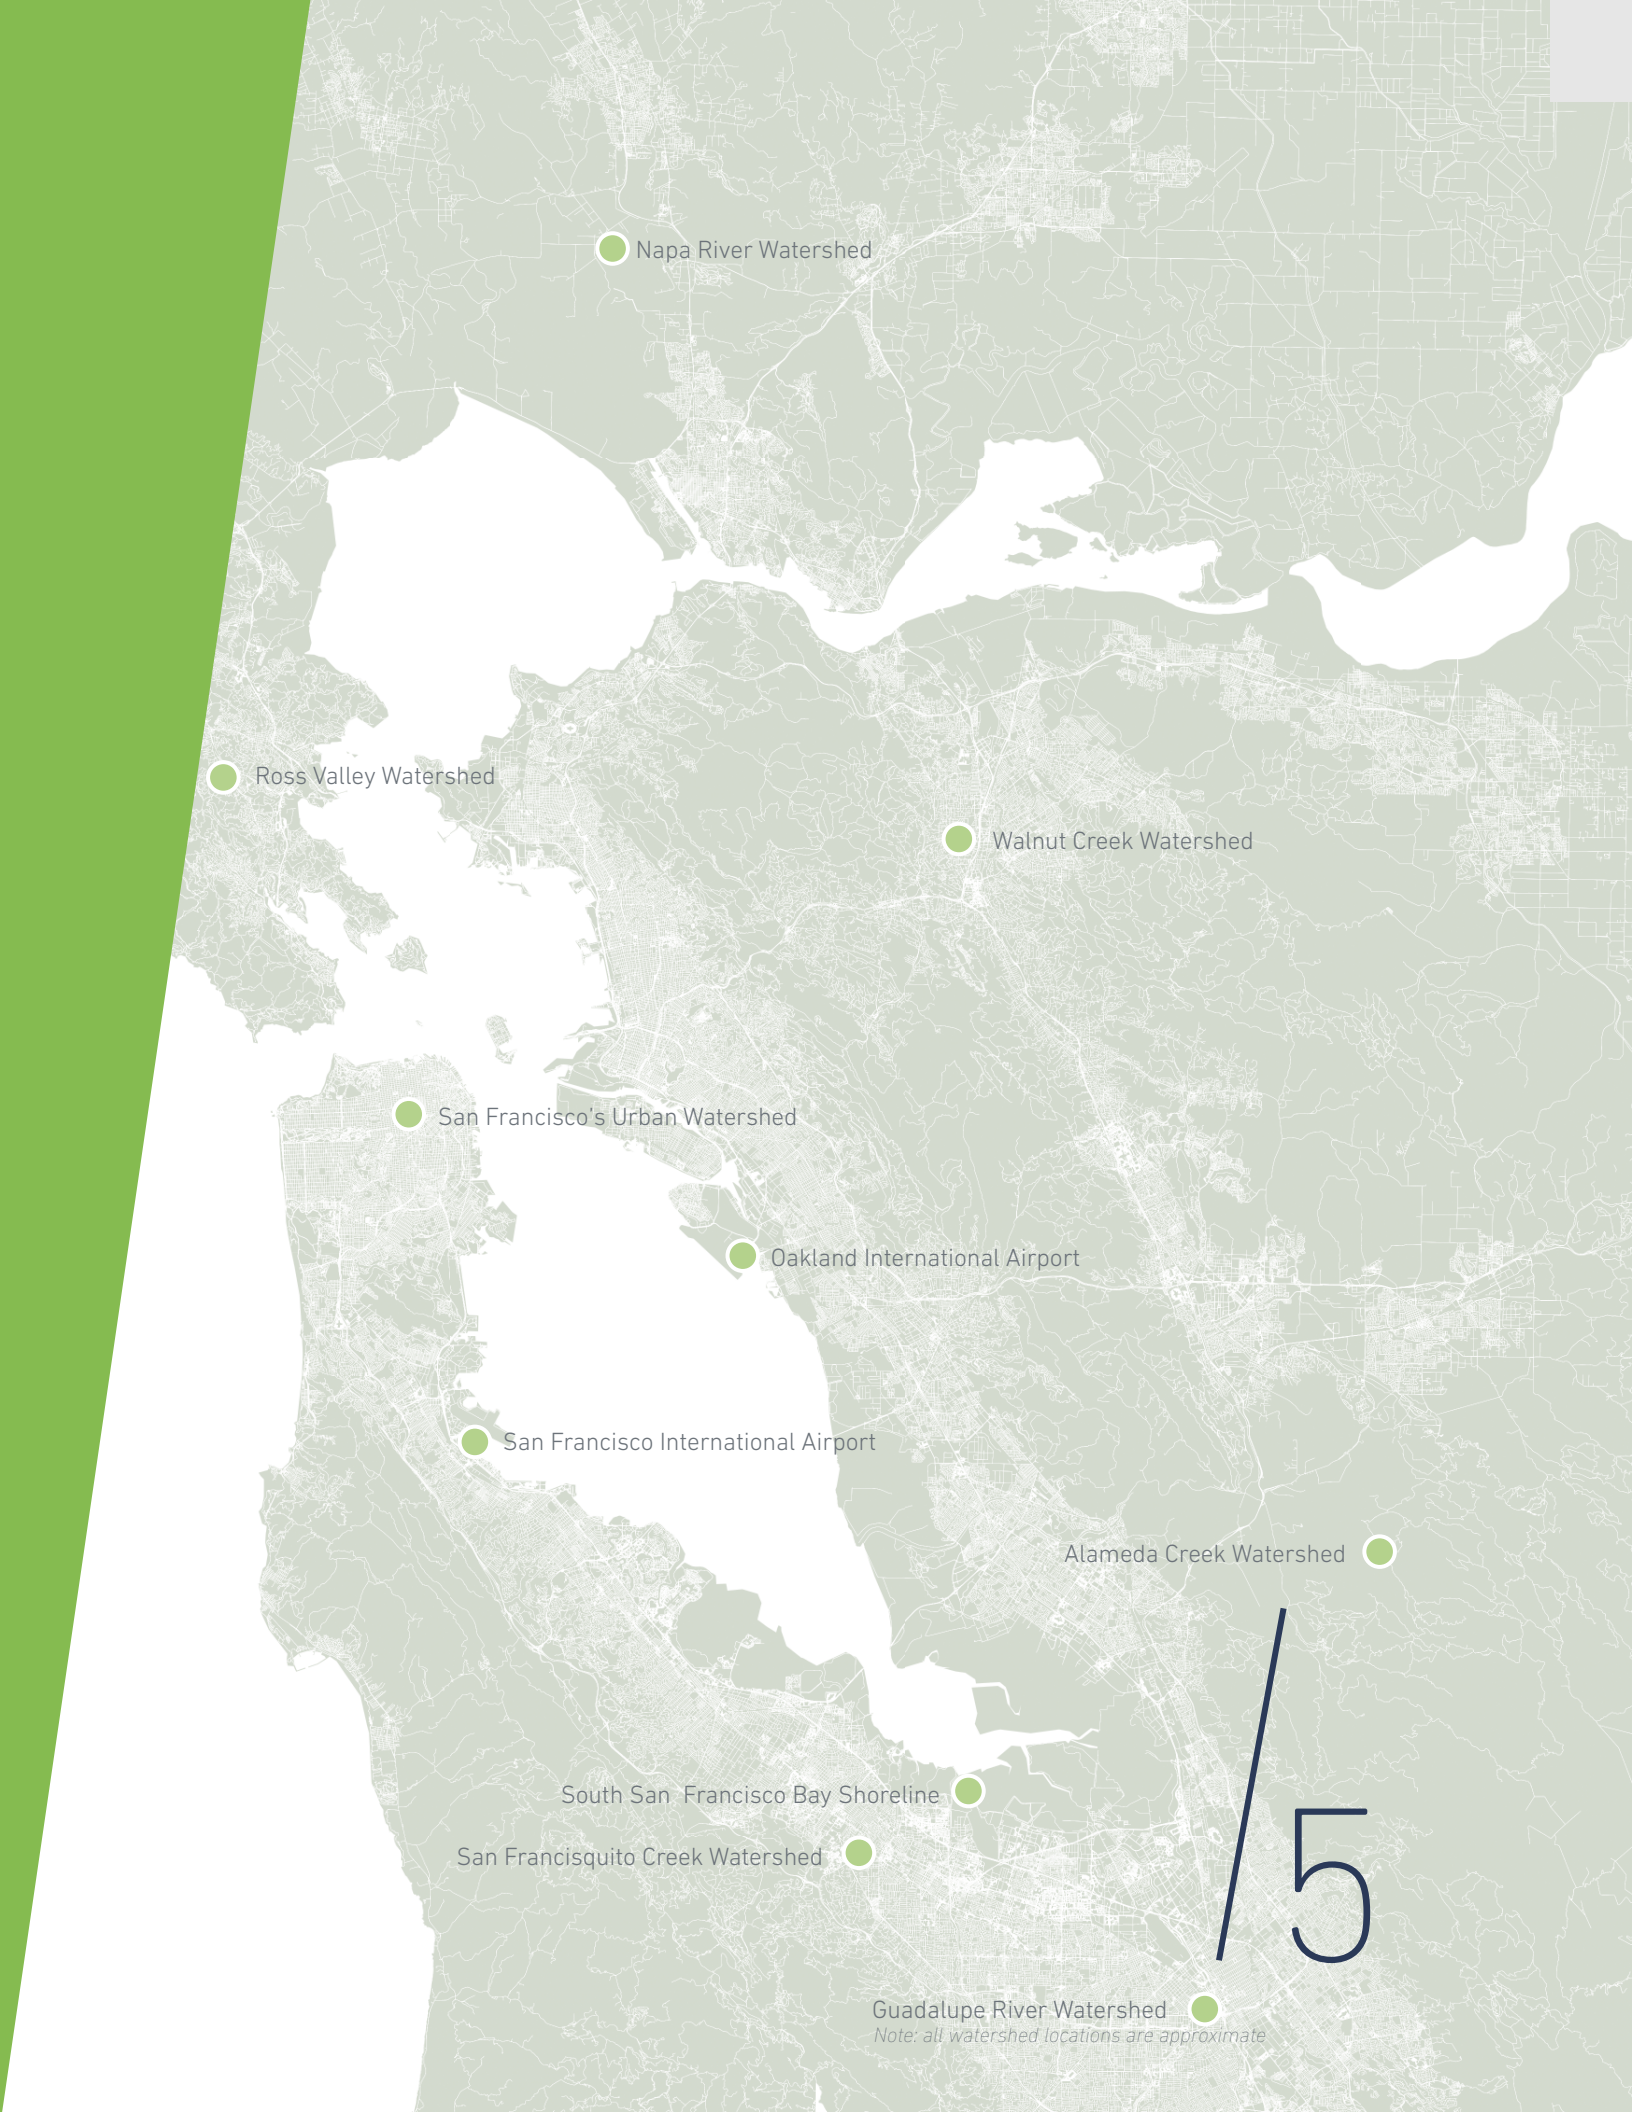 Napa River Watershed
Ross Valley Watershed
Walnut Creek Watershed
San Francisco's Urban Watershed
Oakland International Airport
San Francisco International Airport
Alameda Creek Watershed
South San  Francisco Bay Shoreline
San Francisquito Creek Watershed
/5
Guadalupe River Watershed
Note: all watershed locations are approximate